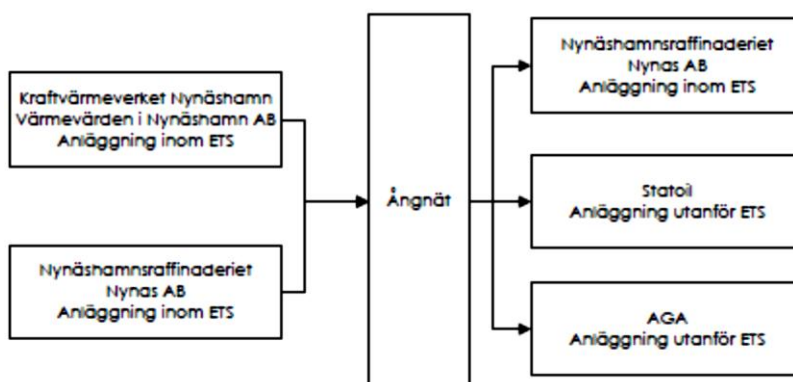 Kraftvärmeverket Nynäshamn
Värmevärden i Nynäshamn AB
Anläggning inom ETS
Nynäshamnsraffinaderiet
Nynas AB
Anläggning inom ETS
Ångnät
Nynäshamnsraffinaderiet
Nynas AB
Anläggning inom ETS
Statoil
Anläggning utanför ETS
AGA
Anläggning utanför ETS